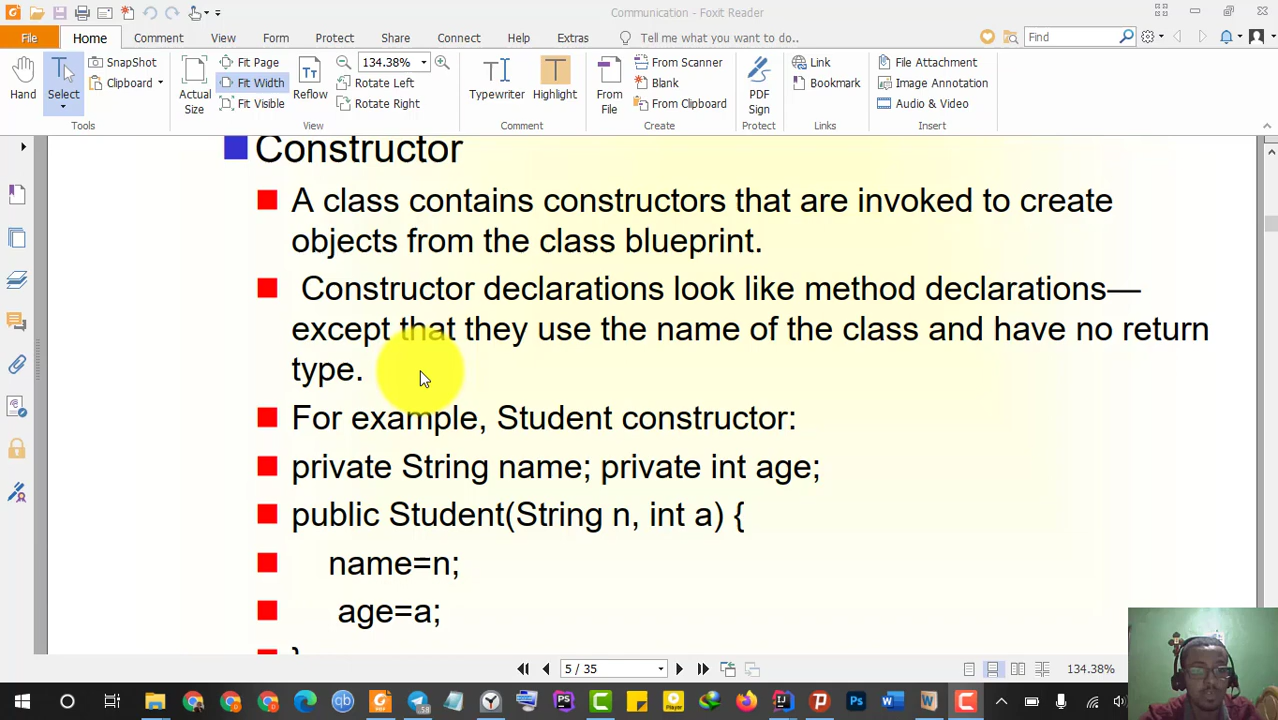 Communication - Foxit Reader
File Home Comment View Form Protect Share Connect Help Extras Tell me what you want to do.. Find
Hand
Select
SnapShot
Clipboard
Tools
Actual Size
Fit Page
Fit Width
Fit Visible
Reflow
134.38%
Rotate Left
Rotate Right
View
Typewriter
Highlight
Comment
From File
From Scanner
Blank
From Clipboard
Create
PDF Sign
Protect
Link
Bookmark
Links
File Attachment
Image Annotation
Audio & Video
Insert
Constructor
A class contains constructors that are invoked to create
objects from the class blueprint.
Constructor declarations look like method declarations—
except that they use the name of the class and have no return
type.
For example, Student constructor:
private String name; private int age;
public Student(String n, int a) {
name=n;
age=a;
}
5 / 35
134.38%